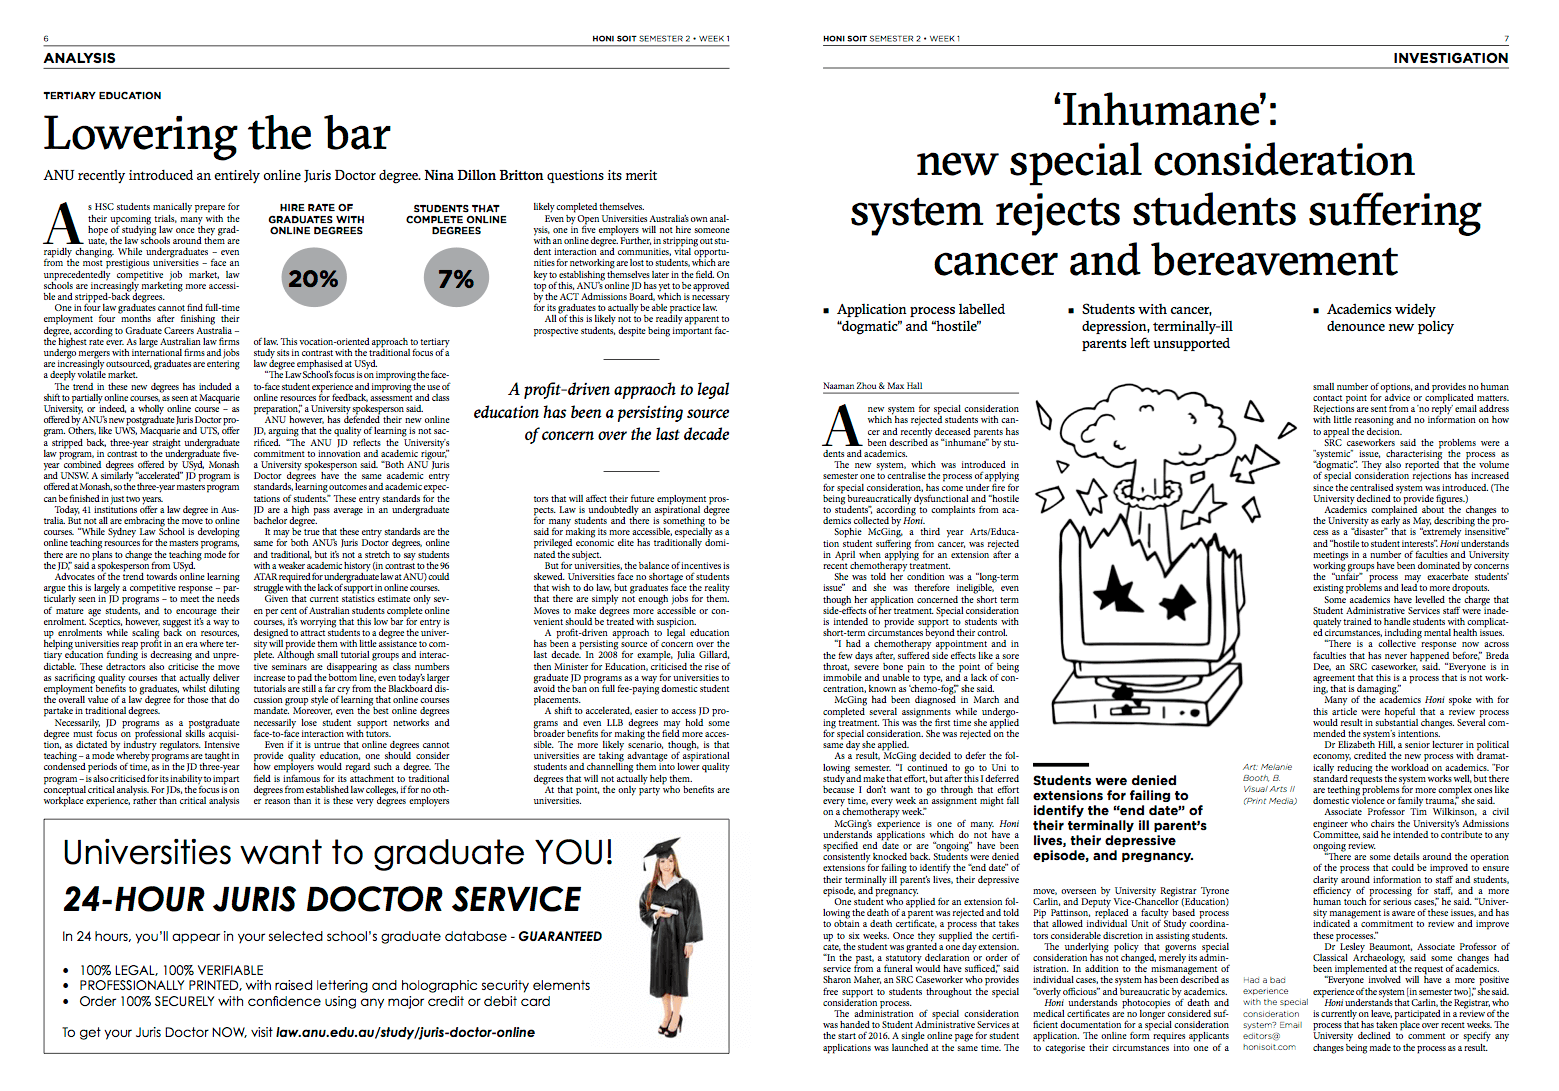 6
HONI SOIT SEMESTER 2 • WEEK 1
ANALYSIS
TERTIARY EDUCATION
Lowering the bar
ANU recently introduced an entirely online Juris Doctor degree. Nina Dillon Britton questions its merit
As HSC students manically prepare for
their upcoming trials, many with the
hope of studying law once they grad-
uate, the law schools around them are
rapidly changing. While undergraduates – even
from the most prestigious universities – face an
unprecedentedly competitive job market, law
schools are increasingly marketing more accessi-
ble and stripped-back degrees.
One in four law graduates cannot find full-time
employment four months after finishing their
degree, according to Graduate Careers Australia –
the highest rate ever. As large Australian law firms
undergo mergers with international firms and jobs
are increasingly outsourced, graduates are entering
a deeply volatile market.
The trend in these new degrees has included a
shift to partially online courses, as seen at Macquarie
University, or indeed, a wholly online course – as
offered by ANU's new postgraduate Juris Doctor pro-
gram. Others, like UWS, Macquarie and UTS, offer
a stripped back, three-year straight undergraduate
law program, in contrast to the undergraduate five-
year combined degrees offered by USyd, Monash
and UNSW. A similarly "accelerated" JD program is
offered at Monash, so the three-year masters program
can be finished in just two years.
Today, 41 institutions offer a law degree in Aus-
tralia. But not all are embracing the move to online
courses. "While Sydney Law School is developing
online teaching resources for the masters programs,
there are no plans to change the teaching mode for
the JD," said a spokesperson from USyd.
Advocates of the trend towards online learning
argue this is largely a competitive response – par-
ticularly seen in JD programs – to meet the needs
of mature age students, and to encourage their
enrolment. Sceptics, however, suggest it's a way to
up enrolments while scaling back on resources,
helping universities reap profit in an era where ter-
tiary education funding is decreasing and unpre-
dictable. These detractors also criticise the move
as sacrificing quality courses that actually deliver
employment benefits to graduates, whilst diluting
the overall value of a law degree for those that do
partake in traditional degrees.
Necessarily, JD programs as a postgraduate
degree must focus on professional skills acquisi-
tion, as dictated by industry regulators. Intensive
teaching – a mode whereby programs are taught in
condensed periods of time, as in the JD three-year
program – is also criticised for its inability to impart
conceptual critical analysis. For JDs, the focus is on
workplace experience, rather than critical analysis
HIRE RATE OF
GRADUATES WITH
ONLINE DEGREES
20%
STUDENTS THAT
COMPLETE ONLINE
DEGREES
7%
of law. This vocation-oriented approach to tertiary
study sits in contrast with the traditional focus of a
law degree emphasised at USyd.
"The Law School's focus is on improving the face-
to-face student experience and improving the use of
online resources for feedback, assessment and class
preparation," a University spokesperson said.
ANU however, has defended their new online
JD, arguing that the quality of learning is not sac-
rificed. "The ANU JD reflects the University's
commitment to innovation and academic rigour,"
a University spokesperson said. "Both ANU Juris
Doctor degrees have the same academic entry
standards, learning outcomes and academic expec-
tations of students." These entry standards for the
JD are a high pass average in an undergraduate
bachelor degree.
It may be true that these entry standards are the
same for both ANU's Juris Doctor degrees, online
and traditional, but it's not a stretch to say students
with a weaker academic history (in contrast to the 96
ATAR required for undergraduate law at ANU) could
struggle with the lack of support in online courses.
Given that current statistics estimate only sev-
en per cent of Australian students complete online
courses, it's worrying that this low bar for entry is
designed to attract students to a degree the univer-
sity will provide them with little assistance to com-
plete. Although small tutorial groups and interac-
tive seminars are disappearing as class numbers
increase to pad the bottom line, even today's larger
tutorials are still a far cry from the Blackboard dis-
cussion group style of learning that online courses
mandate. Moreover, even the best online degrees
necessarily lose student support networks and
face-to-face interaction with tutors.
Even if it is untrue that online degrees cannot
provide quality education, one should consider
how employers would regard such a degree. The
field is infamous for its attachment to traditional
degrees from established law colleges, if for no oth-
er reason than it is these very degrees employers
likely completed themselves.
Even by Open Universities Australia's own anal-
ysis, one in five employers will not hire someone
with an online degree. Further, in stripping out stu-
dent interaction and communities, vital opportu-
nities for networking are lost to students, which are
key to establishing themselves later in the field. On
top of this, ANU's online JD has yet to be approved
by the ACT Admissions Board, which is necessary
for its graduates to actually be able practice law.
All of this is likely not to be readily apparent to
prospective students, despite being important fac-
A profit-driven appraoch to legal
education has been a persisting source
of concern over the last decade
tors that will affect their future employment pros-
pects. Law is undoubtedly an aspirational degree
for many students and there is something to be
said for making its more accessible, especially as a
privileged economic elite has traditionally domi-
nated the subject.
But for universities, the balance of incentives is
skewed. Universities face no shortage of students
that wish to do law, but graduates face the reality
that there are simply not enough jobs for them.
Moves to make degrees more accessible or con-
venient should be treated with suspicion.
A profit-driven approach to legal education
has been a persisting source of concern over the
last decade. In 2008 for example, Julia Gillard,
then Minister for Education, criticised the rise of
graduate JD programs as a way for universities to
avoid the ban on full fee-paying domestic student
placements.
A shift to accelerated, easier to access JD pro-
grams and even LLB degrees may hold some
broader benefits for making the field more acces-
sible. The more likely scenario, though, is that
universities are taking advantage of aspirational
students and channelling them into lower quality
degrees that will not actually help them.
At that point, the only party who benefits are
universities.
Universities want to graduate YOU!
24-HOUR JURIS DOCTOR SERVICE
In 24 hours, you'll appear in your selected school's graduate database - GUARANTEED
• 100% LEGAL, 100% VERIFIABLE
• PROFESSIONALLY PRINTED, with raised lettering and holographic security elements
• Order 100% SECURELY with confidence using any major credit or debit card
To get your Juris Doctor NOW, visit law.anu.edu.au/study/juris-doctor-online
HONI SOIT SEMESTER 2 • WEEK 1
7
INVESTIGATION
'Inhumane':
new special consideration
system rejects students suffering
cancer and bereavement
▪ Application process labelled
"dogmatic" and "hostile"
▪ Students with cancer,
depression, terminally-ill
parents left unsupported
▪ Academics widely
denounce new policy
Naaman Zhou & Max Hall
A new system for special consideration
which has rejected students with can-
cer and recently deceased parents has
been described as "inhumane" by stu-
dents and academics.
The new system, which was introduced in
semester one to centralise the process of applying
for special consideration, has come under fire for
being bureaucratically dysfunctional and "hostile
to students", according to complaints from aca-
demics collected by Honi.
Sophie McGing, a third year Arts/Educa-
tion student suffering from cancer, was rejected
in April when applying for an extension after a
recent chemotherapy treatment.
She was told her condition was a "long-term
issue" and she was therefore ineligible, even
though her application concerned the short term
side-effects of her treatment. Special consideration
is intended to provide support to students with
short-term circumstances beyond their control.
"I had a chemotherapy appointment and in
the few days after, suffered side effects like a sore
throat, severe bone pain to the point of being
immobile and unable to type, and a lack of con-
centration, known as 'chemo-fog'," she said.
McGing had been diagnosed in March and
completed several assignments while undergo-
ing treatment. This was the first time she applied
for special consideration. She was rejected on the
same day she applied.
As a result, McGing decided to defer the fol-
lowing semester. "I continued to go to Uni to
study and make that effort, but after this I deferred
because I don't want to go through that effort
every time, every week an assignment might fall
on a chemotherapy week."
McGing's experience is one of many. Honi
understands applications which do not have a
specified end date or are "ongoing" have been
consistently knocked back. Students were denied
extensions for failing to identify the "end date" of
their terminally ill parent's lives, their depressive
episode, and pregnancy.
One student who applied for an extension fol-
lowing the death of a parent was rejected and told
to obtain a death certificate, a process that takes
up to six weeks. Once they supplied the certifi-
cate, the student was granted a one day extension.
"In the past, a statutory declaration or order of
service from a funeral would have sufficed," said
Sharon Maher, an SRC Caseworker who provides
free support to students throughout the special
consideration process.
The administration of special consideration
was handed to Student Administrative Services at
the start of 2016. A single online page for student
applications was launched at the same time. The
Students were denied
extensions for failing to
identify the "end date" of
their terminally ill parent's
lives, their depressive
episode, and pregnancy.
move, overseen by University Registrar Tyrone
Carlin, and Deputy Vice-Chancellor (Education)
Pip Pattinson, replaced a faculty based process
that allowed individual Unit of Study coordina-
tors considerable discretion in assisting students.
The underlying policy that governs special
consideration has not changed, merely its admin-
istration. In addition to the mismanagement of
individual cases, the system has been described as
"overly officious" and bureaucratic by academics.
Honi understands photocopies of death and
medical certificates are no longer considered suf-
ficient documentation for a special consideration
application. The online form requires applicants
to categorise their circumstances into one of a
Art: Melanie
Booth, B.
Visual Arts II
(Print Media)
Had a bad
experience
with the special
consideration
system? Email
editors@
honisoit.com
small number of options, and provides no human
contact point for advice or complicated matters.
Rejections are sent from a 'no reply' email address
with little reasoning and no information on how
to appeal the decision.
SRC caseworkers said the problems were a
"systemic" issue, characterising the process as
"dogmatic". They also reported that the volume
of special consideration rejections has increased
since the centralised system was introduced. (The
University declined to provide figures.)
Academics complained about the changes to
the University as early as May, describing the pro-
cess as a "disaster" that is "extremely insensitive"
and "hostile to student interests". Honi understands
meetings in a number of faculties and University
working groups have been dominated by concerns
the "unfair" process may exacerbate students'
existing problems and lead to more dropouts.
Some academics have levelled the charge that
Student Administrative Services staff were inade-
quately trained to handle students with complicat-
ed circumstances, including mental health issues.
"There is a collective response now across
faculties that has never happened before," Breda
Dee, an SRC caseworker, said. "Everyone is in
agreement that this is a process that is not work-
ing, that is damaging."
Many of the academics Honi spoke with for
this article were hopeful that a review process
would result in substantial changes. Several com-
mended the system's intentions.
Dr Elizabeth Hill, a senior lecturer in political
economy, credited the new process with dramat-
ically reducing the workload on academics. "For
standard requests the system works well, but there
are teething problems for more complex ones like
domestic violence or family trauma," she said.
Associate Professor Tim Wilkinson, a civil
engineer who chairs the University's Admissions
Committee, said he intended to contribute to any
ongoing review.
"There are some details around the operation
of the process that could be improved to ensure
clarity around information to staff and students,
efficiency of processing for staff, and a more
human touch for serious cases," he said. "Univer-
sity management is aware of these issues, and has
indicated a commitment to review and improve
these processes."
Dr Lesley Beaumont, Associate Professor of
Classical Archaeology, said some changes had
been implemented at the request of academics.
"Everyone involved will have a more positive
experience of the system [in semester two]," she said.
Honi understands that Carlin, the Registrar, who
is currently on leave, participated in a review of the
process that has taken place over recent weeks. The
University declined to comment or specify any
changes being made to the process as a result.